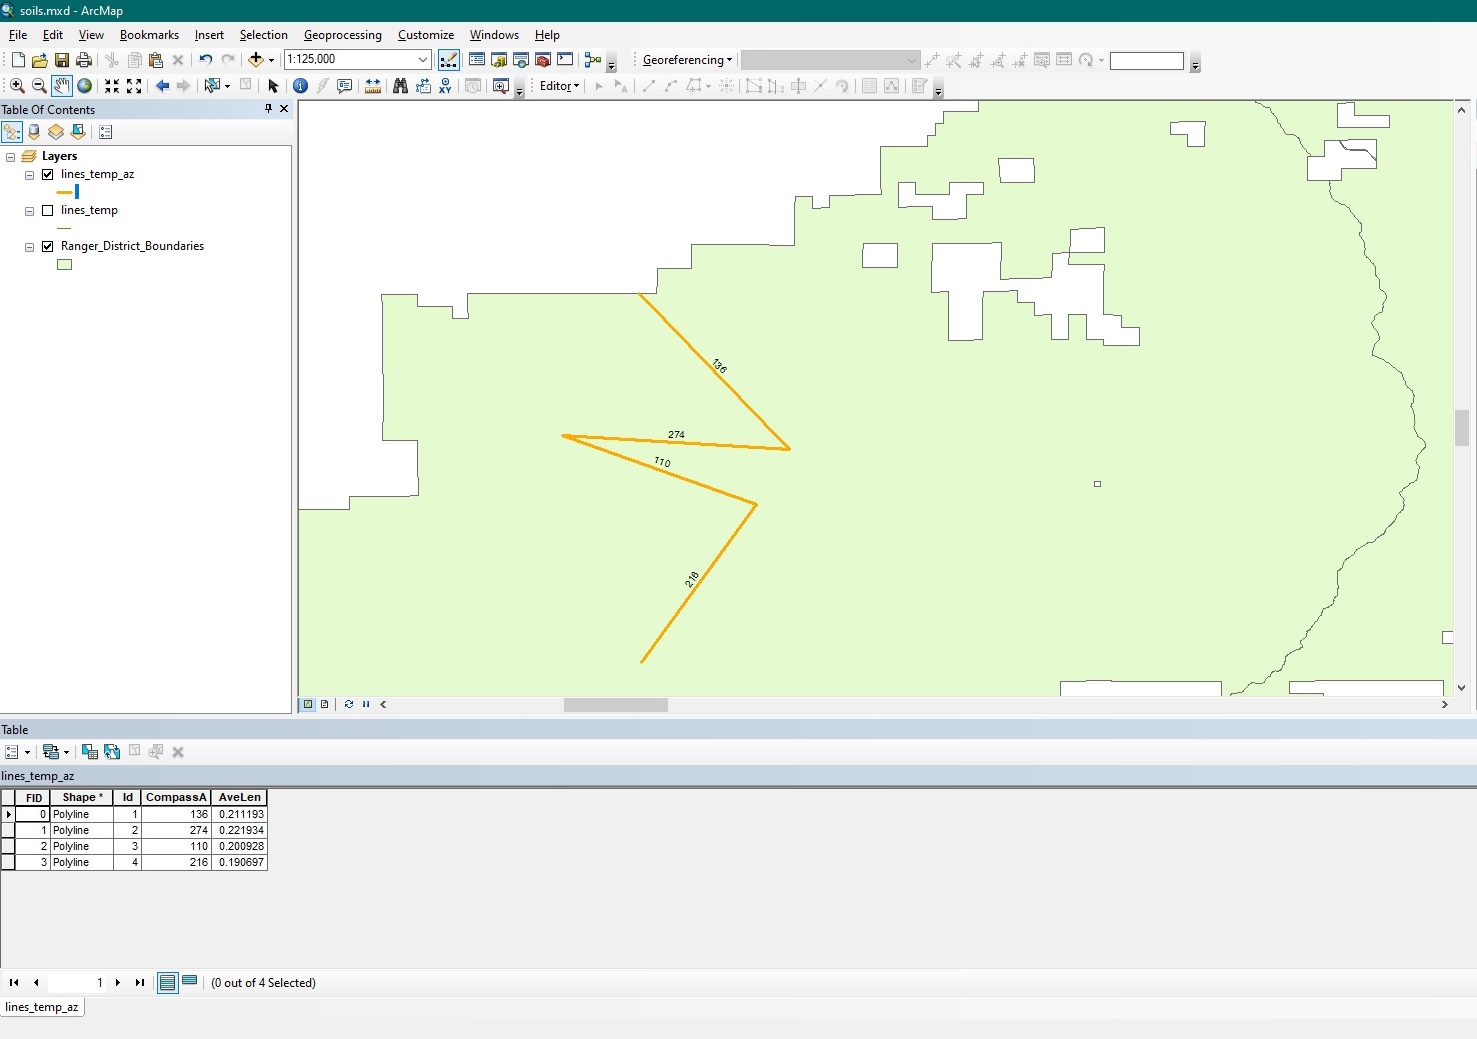 soils.mxd - ArcMap
File Edit View Bookmarks Insert Selection Geoprocessing Customize Windows Help
1:125,000 Georeferencing
Editor
Table Of Contents
Layers
lines_temp_az
lines_temp
Ranger_District_Boundaries
136
274
110
216
Table
lines_temp_az
FID Shape * Id CompassA AveLen
0 Polyline 1 136 0.211193
1 Polyline 2 274 0.221934
2 Polyline 3 110 0.200928
3 Polyline 4 216 0.190697
1 (0 out of 4 Selected)
lines_temp_az